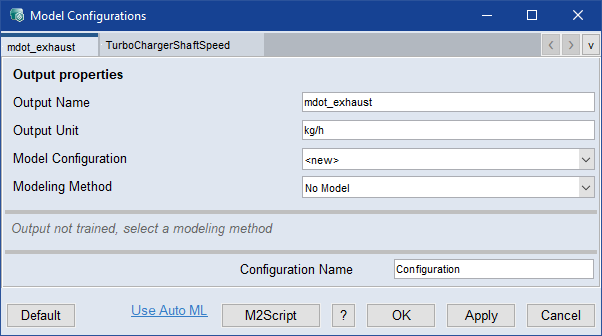 Model Configurations
mdot_exhaust
TurboChargerShaftSpeed
v
Output properties
Output Name
mdot_exhaust
Output Unit
kg/h
Model Configuration
<new>
Modeling Method
No Model
Output not trained, select a modeling method
Configuration Name
Configuration
Default
Use Auto ML
M2Script
?
OK
Apply
Cancel